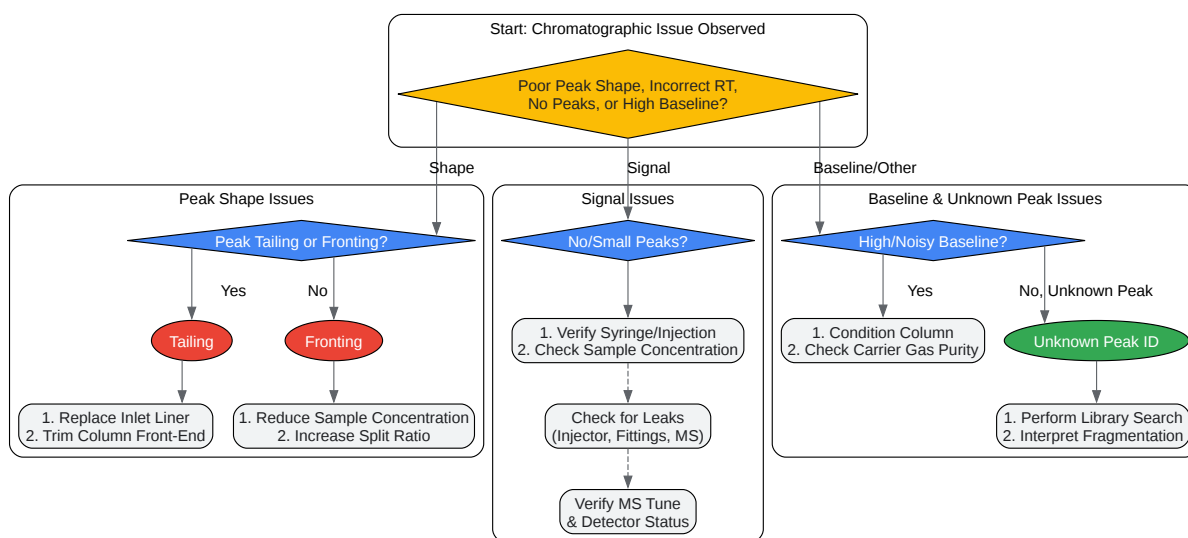 Start: Chromatographic Issue Observed
Poor Peak Shape, Incorrect RT,
No Peaks, or High Baseline?
Shape
Signal
Baseline/Other
Peak Shape Issues
Peak Tailing or Fronting?
Yes
No
Tailing
Fronting
1. Replace Inlet Liner
2. Trim Column Front-End
1. Reduce Sample Concentration
2. Increase Split Ratio
Signal Issues
No/Small Peaks?
1. Verify Syringe/Injection
2. Check Sample Concentration
Check for Leaks
(Injector, Fittings, MS)
Verify MS Tune
& Detector Status
Baseline & Unknown Peak Issues
High/Noisy Baseline?
Yes
No, Unknown Peak
1. Condition Column
2. Check Carrier Gas Purity
Unknown Peak ID
1. Perform Library Search
2. Interpret Fragmentation